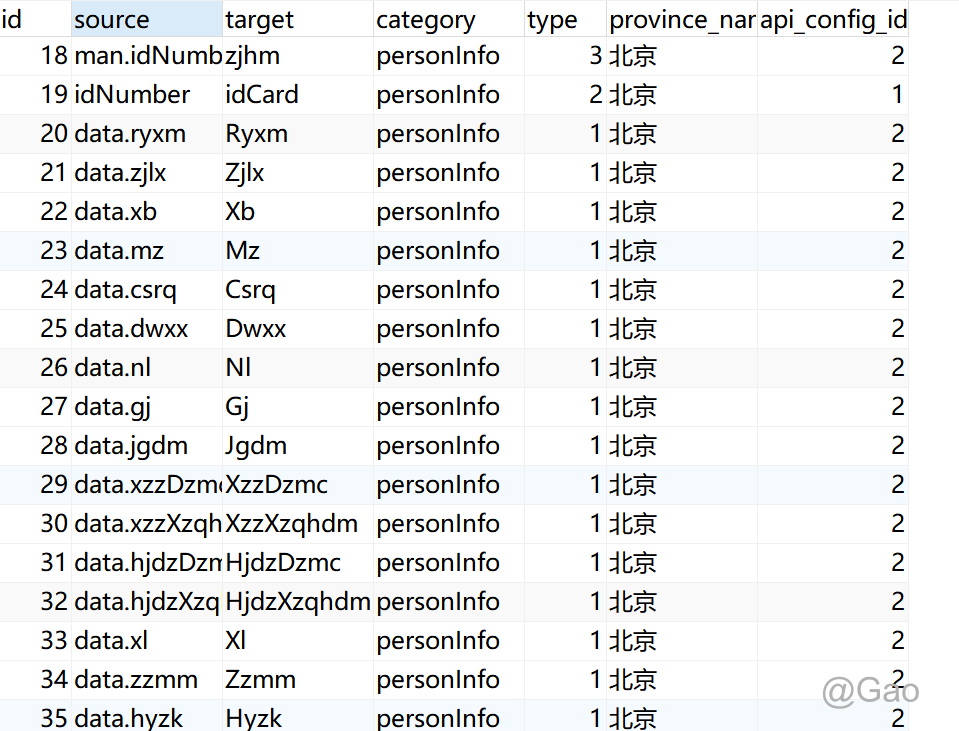 id source target category type province_nar api_config_id
18 man.idNumb zjhm personInfo 3 北京 2
19 idNumber idCard personInfo 2 北京 1
20 data.ryxm Ryxm personInfo 1 北京 2
21 data.zjlx Zjlx personInfo 1 北京 2
22 data.xb Xb personInfo 1 北京 2
23 data.mz Mz personInfo 1 北京 2
24 data.csrq Csrq personInfo 1 北京 2
25 data.dwxx Dwxx personInfo 1 北京 2
26 data.nl Nl personInfo 1 北京 2
27 data.gj Gj personInfo 1 北京 2
28 data.jgdm Jgdm personInfo 1 北京 2
29 data.xzzDzmc XzzDzmc personInfo 1 北京 2
30 data.xzzXzqh XzzXzqhdm personInfo 1 北京 2
31 data.hjdzDzm HjdzDzmc personInfo 1 北京 2
32 data.hjdzXzq HjdzXzqhdm personInfo 1 北京 2
33 data.xl Xl personInfo 1 北京 2
34 data.zzmm Zzmm personInfo 1 北京 2
35 data.hyzk Hyzk personInfo 1 北京 2
@Gao